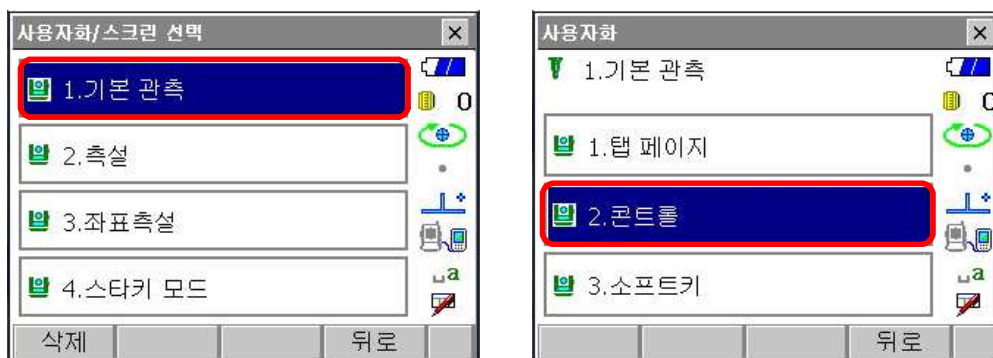 사용자화/스크린 선택
1.기본 관측
0
2.측설
3.좌표측설
4.스타키 모드
a
삭제
뒤로
사용자화
1.기본 관측
0
1.탭 페이지
2.콘트롤
3.소프트키
a
뒤로